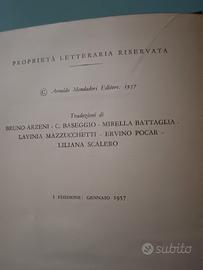 PROPRIETÀ LETTERARIA RISERVATA
© Arnoldo Mondadori Editore: 1957
Traduzioni di
BRUNO ARZENI - C. BASEGGIO - MIRELLA BATTAGLIA -
LAVINIA MAZZUCCHETTI - ERVINO POCAR -
LILIANA SCALERO
I EDIZIONE: GENNAIO 1957
subito